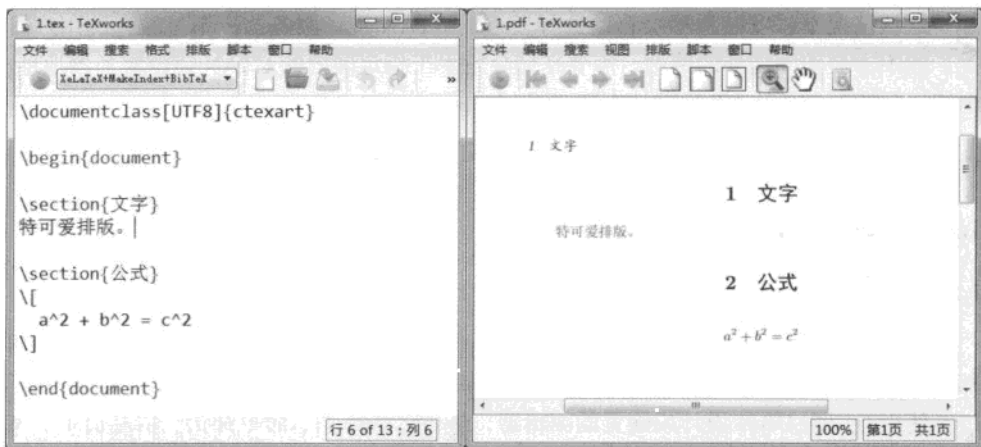 1.tex - TeXworks
文件 编辑 搜索 格式 排版 脚本 窗口 帮助
XeLaTeX+MakeIndex+BibTeX
»
\documentclass[UTF8]{ctexart}
\begin{document}
\section{文字}
特可爱排版。
\section{公式}
\[
a^2 + b^2 = c^2
\]
\end{document}
行 6 of 13 ; 列 6
1.pdf - TeXworks
文件 编辑 搜索 视图 排版 脚本 窗口 帮助
1 文字
1 文字
特可爱排版。
2 公式
a² + b² = c²
100% 第1页 共1页